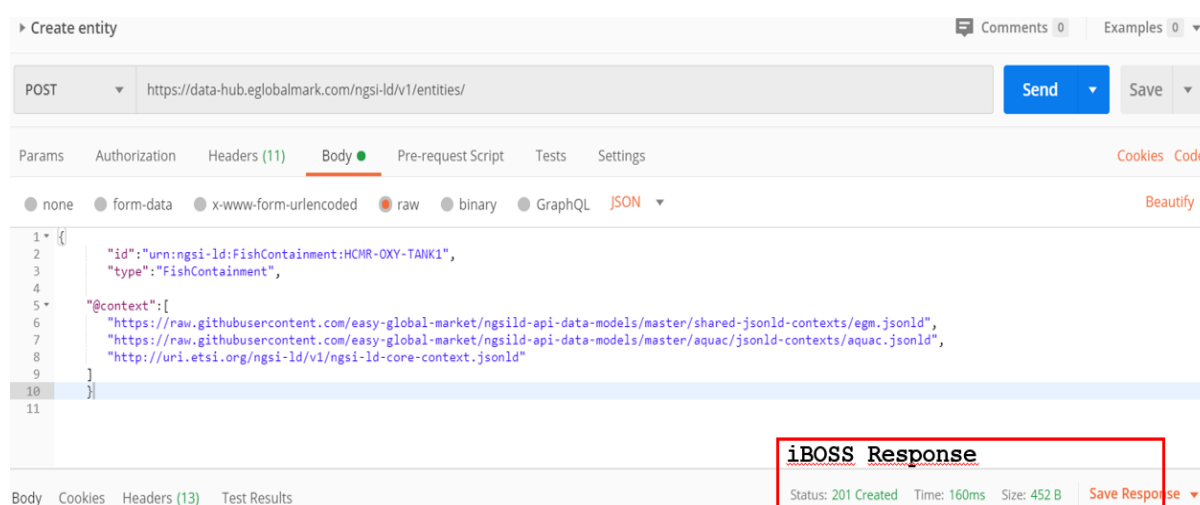 Create entity Comments 0 Examples 0
POST https://data-hub.eglobalmark.com/ngsi-ld/v1/entities/ Send Save
Params Authorization Headers (11) Body Pre-request Script Tests Settings Cookies Code
none form-data x-www-form-urlencoded raw binary GraphQL JSON Beautify
1 {
2 "id":"urn:ngsi-ld:FishContainment:HCMR-OXY-TANK1",
3 "type":"FishContainment",
4
5 "@context":[
6 "https://raw.githubusercontent.com/easy-global-market/ngsild-api-data-models/master/shared-jsonld-contexts/egm.jsonld",
7 "https://raw.githubusercontent.com/easy-global-market/ngsild-api-data-models/master/aquac/jsonld-contexts/aquac.jsonld",
8 "http://uri.etsi.org/ngsi-ld/v1/ngsi-ld-core-context.jsonld"
9 ]
10 }
11
iBOSS Response
Body Cookies Headers (13) Test Results Status: 201 Created Time: 160ms Size: 452 B Save Response